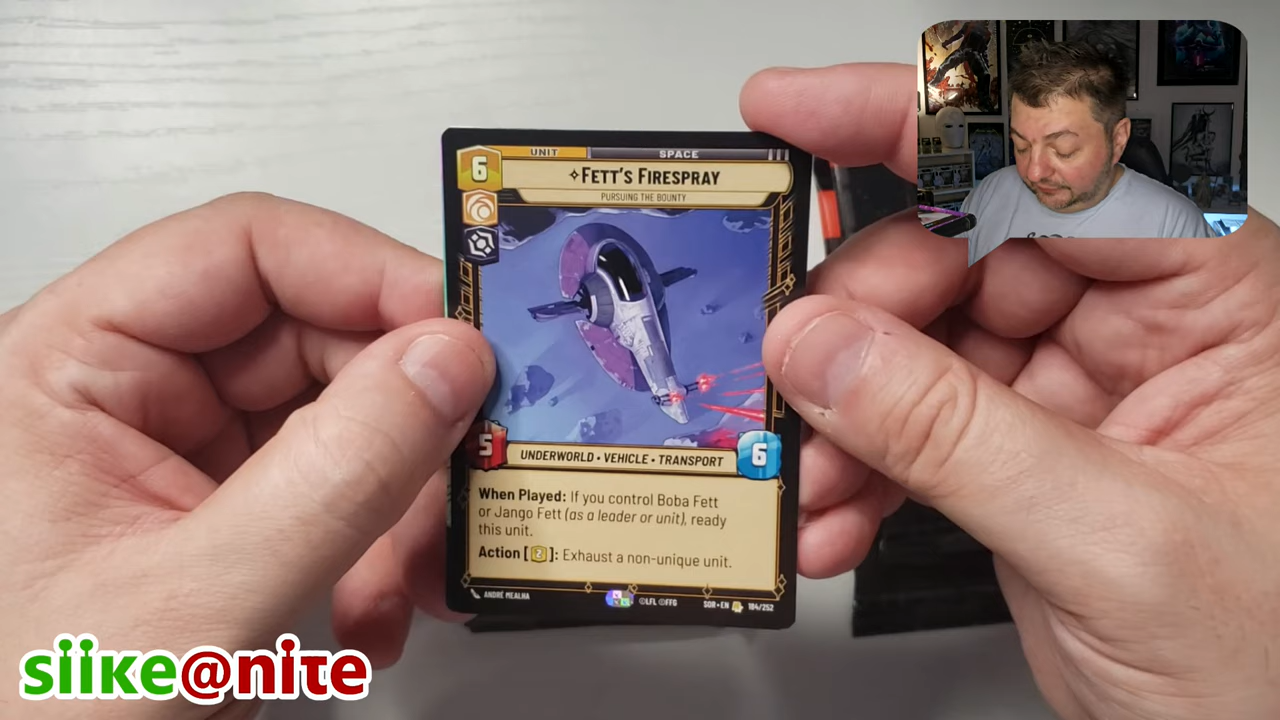 UNIT SPACE
6
FETT'S FIRESPRAY
PURSUING THE BOUNTY
5
UNDERWORLD • VEHICLE • TRANSPORT
6
When Played: If you control Boba Fett
or Jango Fett (as a leader or unit), ready
this unit.
Action [2]: Exhaust a non-unique unit.
ANDRÉ MEALHA ©LFL ©FFG SOR • EN R 184/252
siike@nite